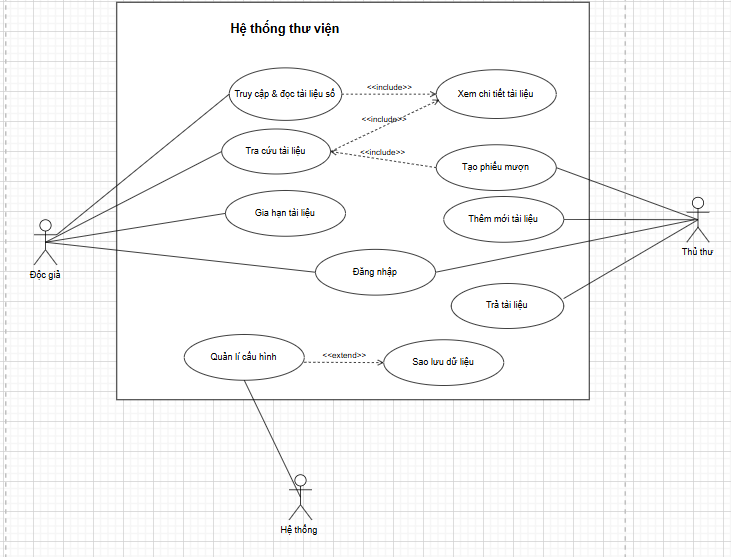 Hệ thống thư viện
Truy cập & đọc tài liệu số
<<include>>
Xem chi tiết tài liệu
<<include>>
Tra cứu tài liệu
<<include>>
Tạo phiếu mượn
Gia hạn tài liệu
Thêm mới tài liệu
Độc giả
Thủ thư
Đăng nhập
Trả tài liệu
Quản lí cấu hình
<<extend>>
Sao lưu dữ liệu
Hệ thống